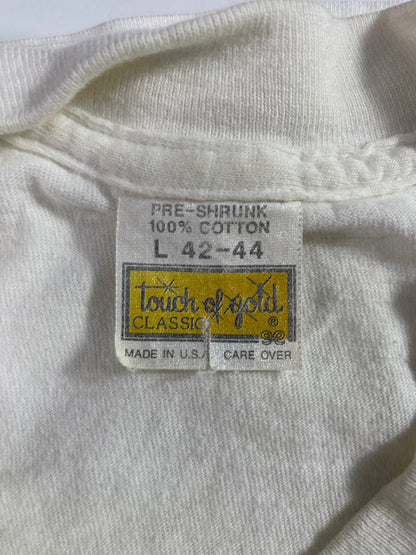 PRE-SHRUNK
100% COTTON
L 42-44
touch of gold
CLASSIC ®
MADE IN U.S.A. CARE OVER